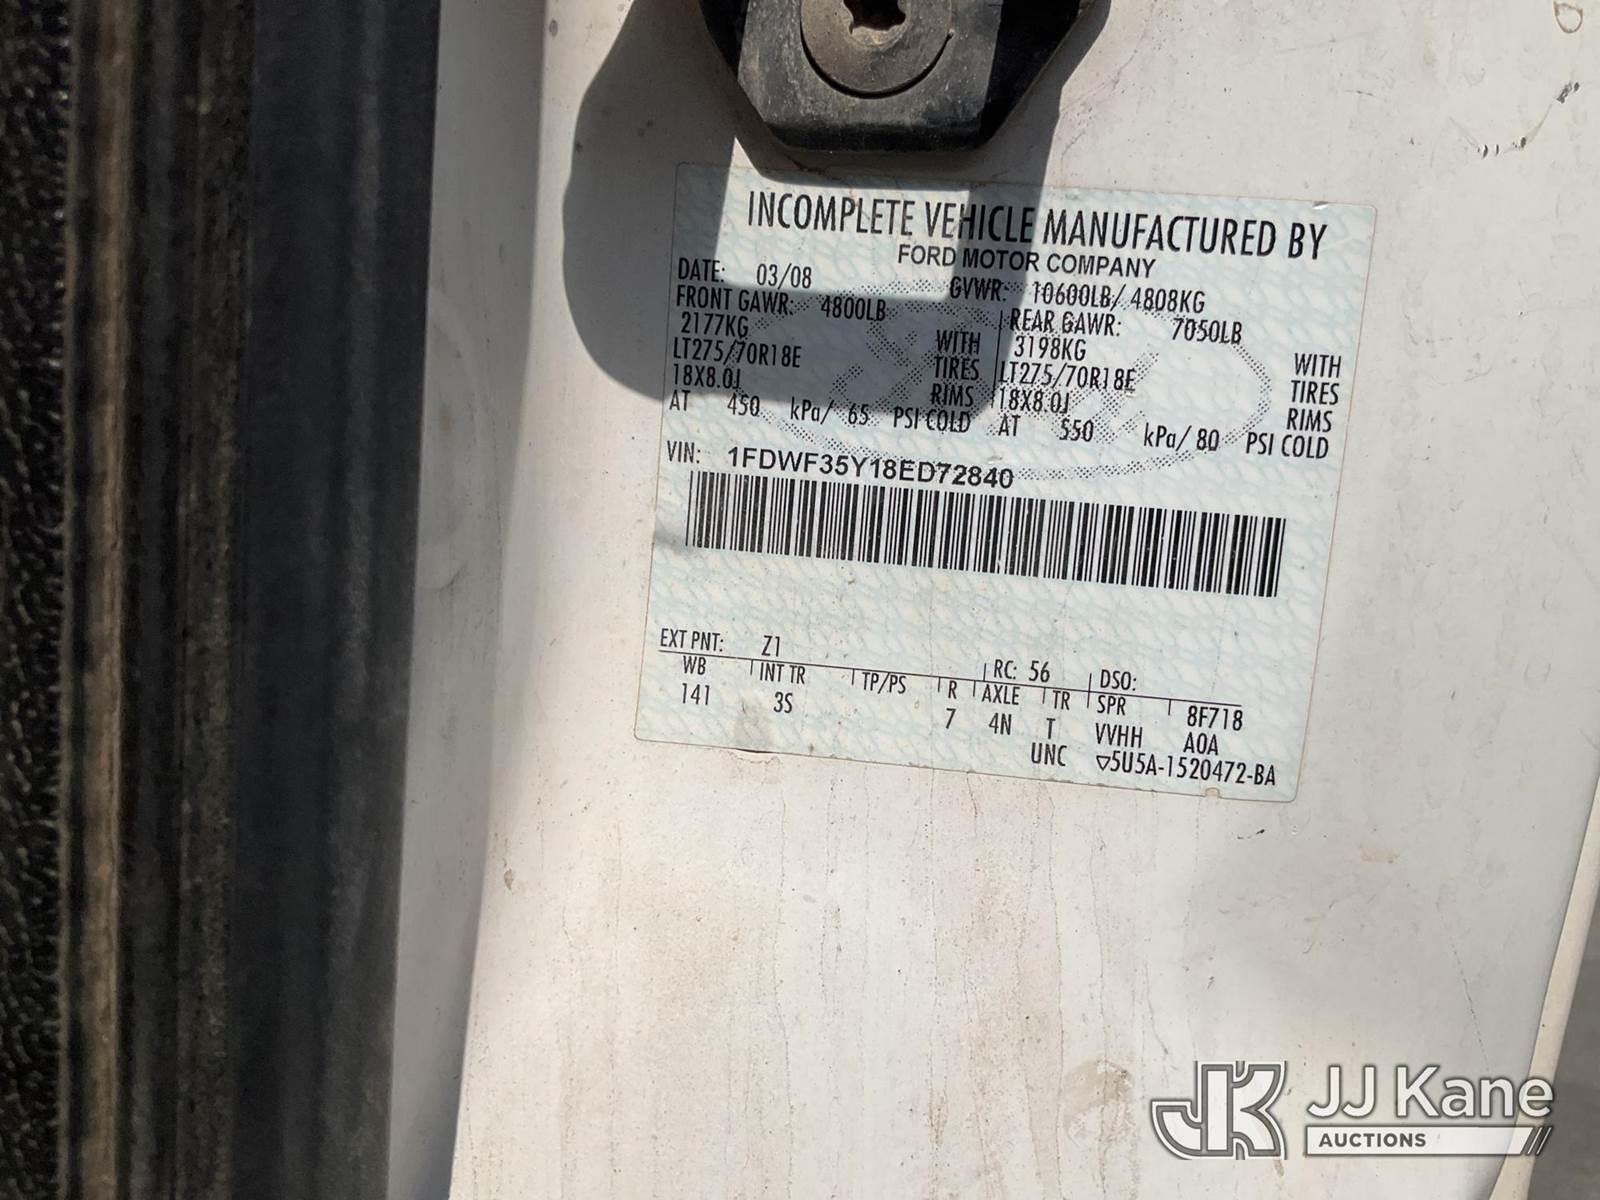 INCOMPLETE VEHICLE MANUFACTURED BY
FORD MOTOR COMPANY
DATE: 03/08 GVWR: 10600LB/ 4808KG
FRONT GAWR: 4800LB REAR GAWR: 7050LB
2177KG WITH 3198KG WITH
LT275/70R18E TIRES LT275/70R18E TIRES
18X8.0J RIMS 18X8.0J RIMS
AT 450 kPa/ 65 PSI COLD AT 550 kPa/ 80 PSI COLD
VIN: 1FDWF35Y18ED72840
EXT PNT: Z1 RC: 56 DSO:
WB INT TR TP/PS R AXLE TR SPR 8F718
141 3S 7 4N T VVHH A0A
UNC ▽5U5A-1520472-BA
JK JJ Kane
AUCTIONS